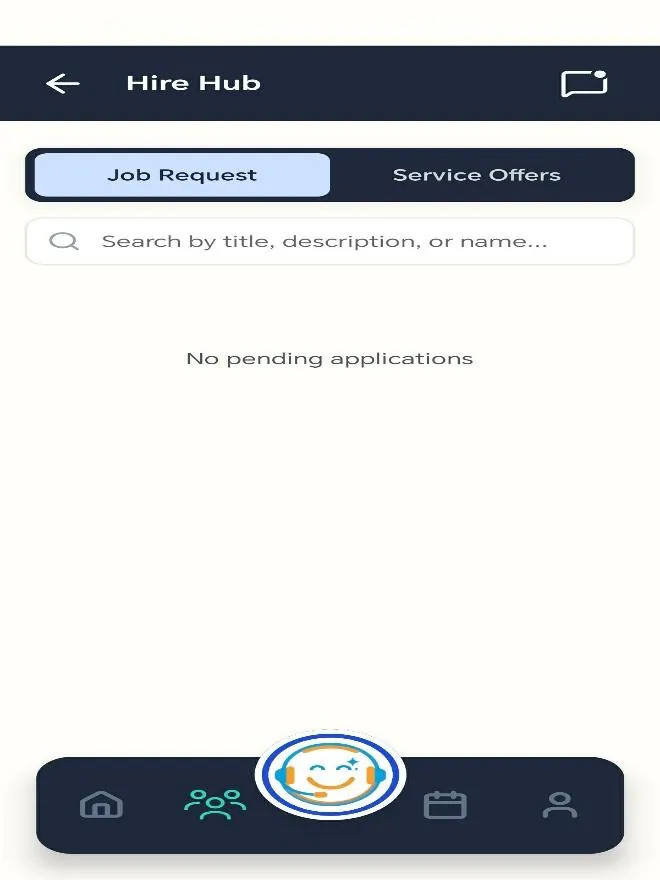 Hire Hub
Job Request
Service Offers
Search by title, description, or name...
No pending applications